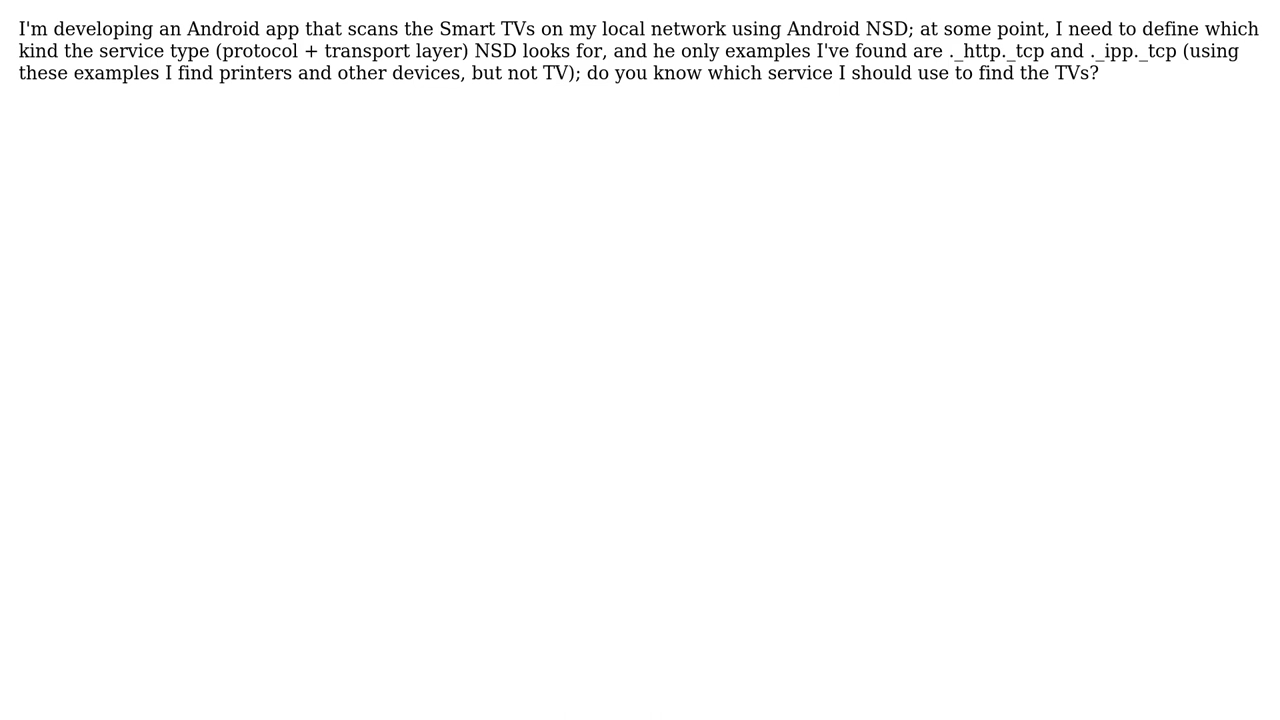 I'm developing an Android app that scans the Smart TVs on my local network using Android NSD; at some point, I need to define which
kind the service type (protocol + transport layer) NSD looks for, and he only examples I've found are ._http._tcp and ._ipp._tcp (using
these examples I find printers and other devices, but not TV); do you know which service I should use to find the TVs?